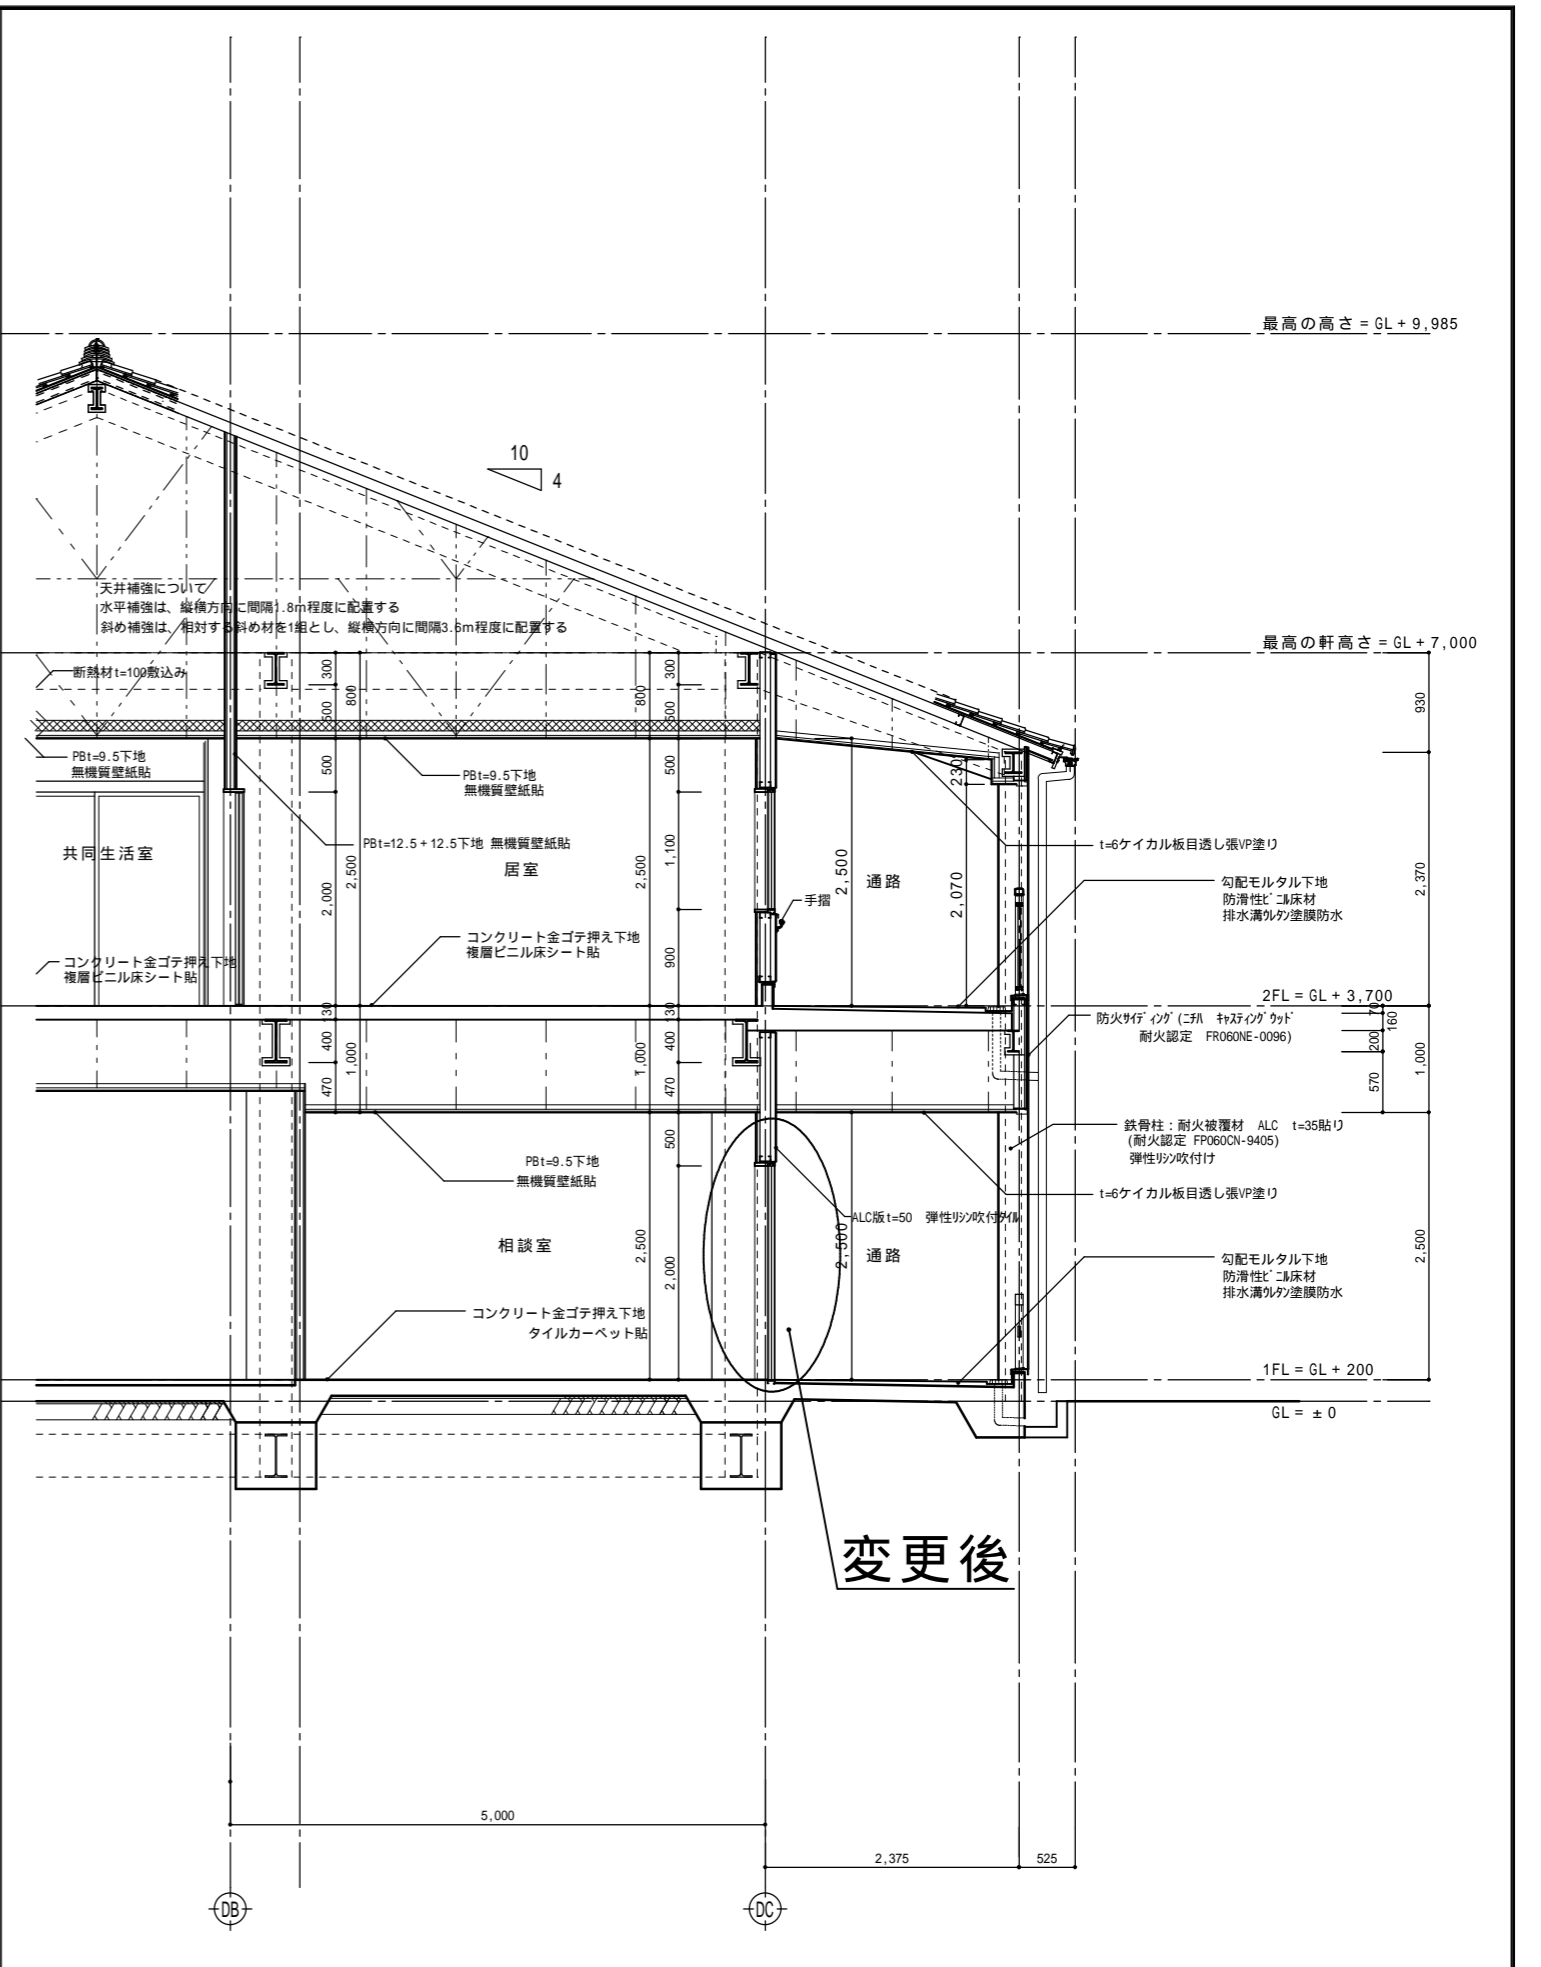 最高の高さ = GL + 9,985
10
4
天井補強について
水平補強は、縦横方向に間隔1.8m程度に配置する
斜め補強は、相対する斜め材を1組とし、縦横方向に間隔3.6m程度に配置する
最高の軒高さ = GL + 7,000
断熱材t=100敷込み
300
800
500
800
300
500
930
PBt=9.5下地
無機質壁紙貼
500
PBt=9.5下地
無機質壁紙貼
500
230
共同生活室
PBt=12.5 + 12.5下地 無機質壁紙貼
居室
2,000
2,500
2,500
1,100
2,500
通路
2,070
手摺
t=6ケイカル板目透し張VP塗り
勾配モルタル下地
防滑性ﾋﾞﾆﾙ床材
排水溝ｳﾚﾀﾝ塗膜防水
2,370
コンクリート金ゴテ押え下地
複層ビニル床シート貼
コンクリート金ゴテ押え下地
複層ビニル床シート貼
900
2FL = GL + 3,700
130
400
1,000
470
130
400
1,000
470
防火ｻｲﾃﾞｨﾝｸﾞ(ﾆﾁﾊ ｷｬｽﾃｨﾝｸﾞｳｯﾄﾞ
耐火認定 FR060NE-0096)
70
160
200
570
1,000
鉄骨柱：耐火被覆材 ALC t=35貼り
(耐火認定 FP060CN-9405)
弾性ﾘｼﾝ吹付け
500
PBt=9.5下地
無機質壁紙貼
t=6ケイカル板目透し張VP塗り
ALC版t=50 弾性ﾘｼﾝ吹付ﾀｲﾙ
相談室
2,500
2,000
2,500
通路
2,500
勾配モルタル下地
防滑性ﾋﾞﾆﾙ床材
排水溝ｳﾚﾀﾝ塗膜防水
コンクリート金ゴテ押え下地
タイルカーペット貼
1FL = GL + 200
GL = ± 0
変更後
5,000
2,375
525
DB
DC